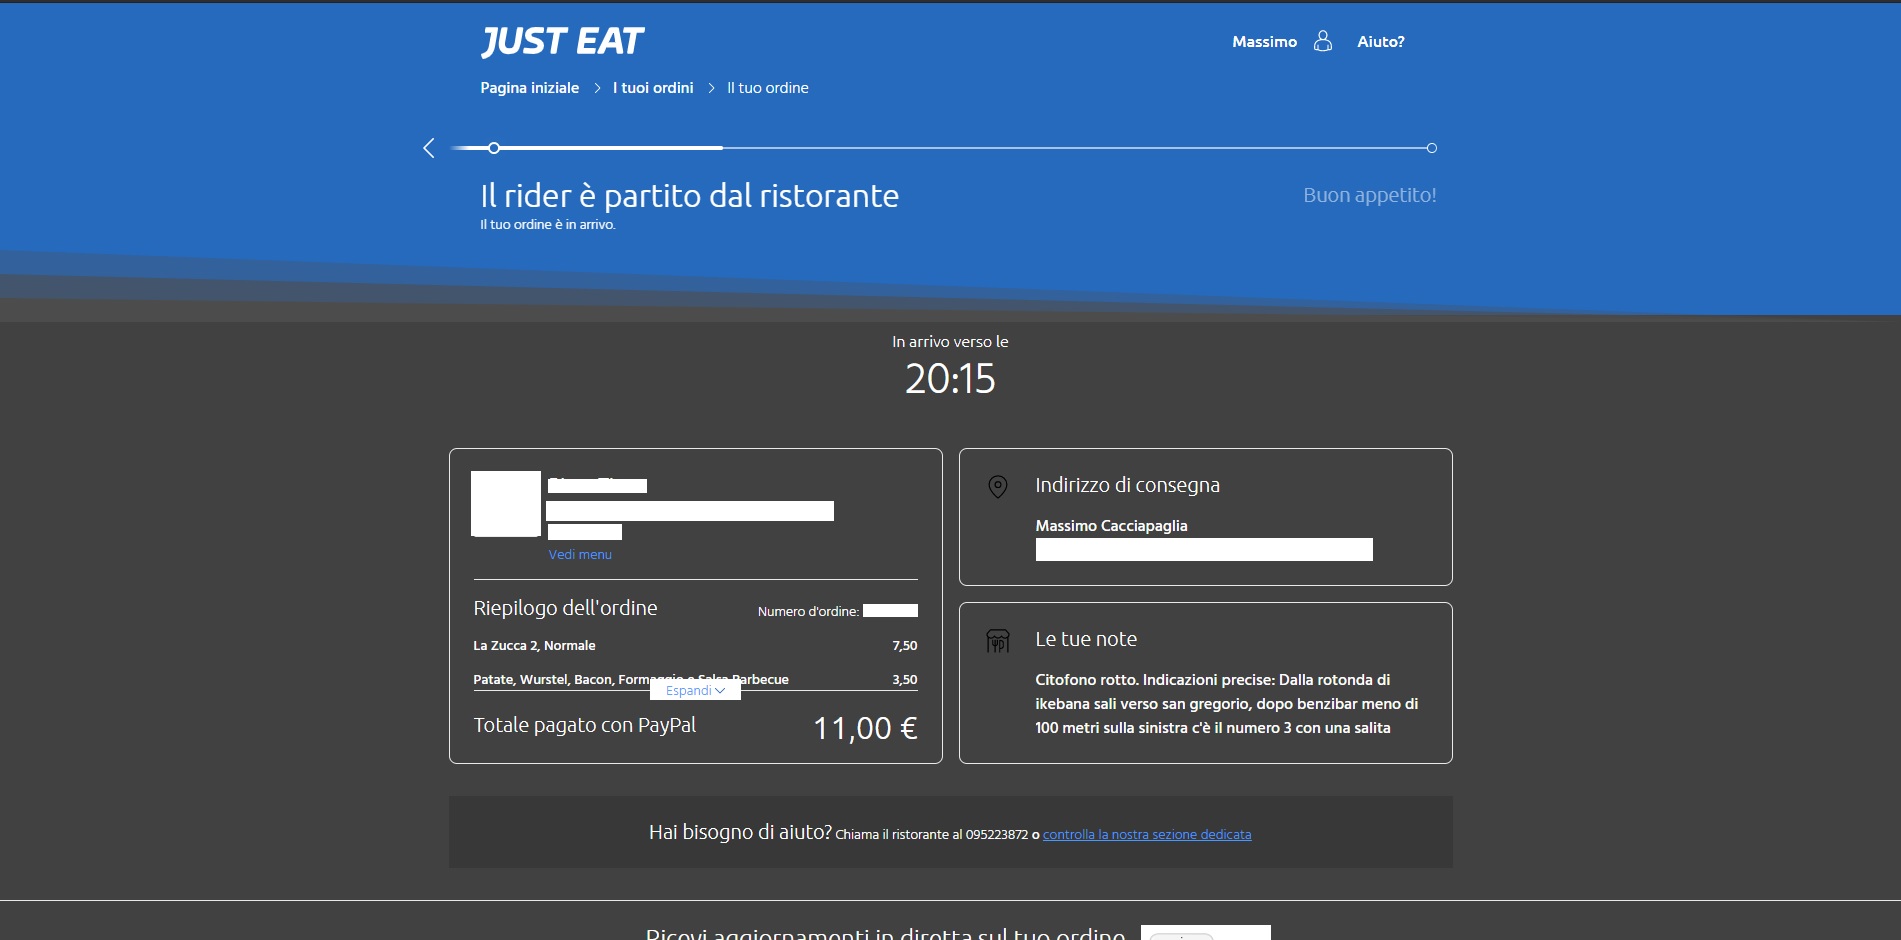 JUST EAT
Massimo
Aiuto?
Pagina iniziale > I tuoi ordini > Il tuo ordine
Il rider è partito dal ristorante
Buon appetito!
Il tuo ordine è in arrivo.
In arrivo verso le
20:15
Vedi menu
Riepilogo dell'ordine
Numero d'ordine:
La Zucca 2, Normale 7,50
Patate, Wurstel, Bacon, Formaggio e Salsa Barbecue 3,50
Espandi
Totale pagato con PayPal 11,00 €
Indirizzo di consegna
Massimo Cacciapaglia
Le tue note
Citofono rotto. Indicazioni precise: Dalla rotonda di
ikebana sali verso san gregorio, dopo benzibar meno di
100 metri sulla sinistra c'è il numero 3 con una salita
Hai bisogno di aiuto? Chiama il ristorante al 095223872 o controlla la nostra sezione dedicata
Ricevi aggiornamenti in diretta sul tuo ordine